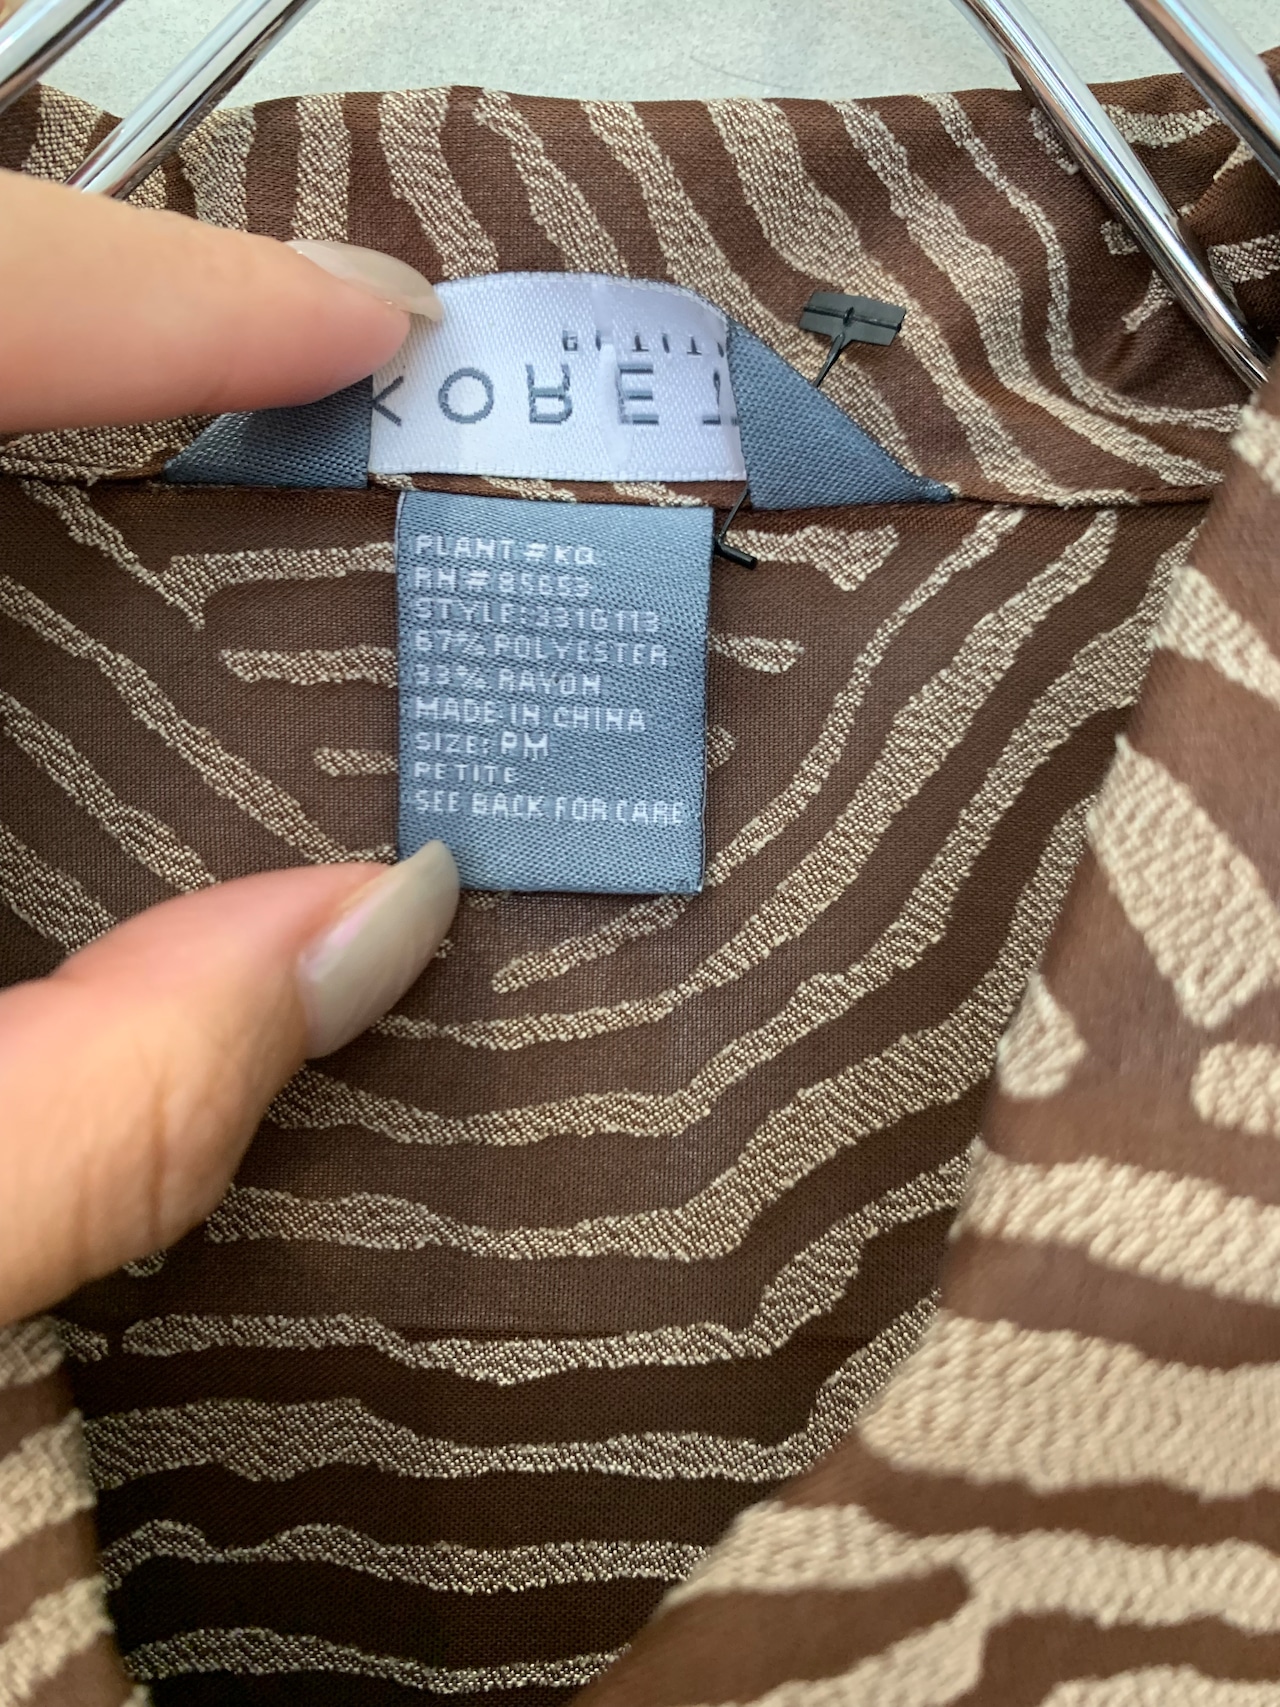 PETITE
KORET
PLANT #KQ
RN #85653
STYLE:331G113
67% POLYESTER
33% RAYON
MADE IN CHINA
SIZE: PM
PETITE
SEE BACK FOR CARE